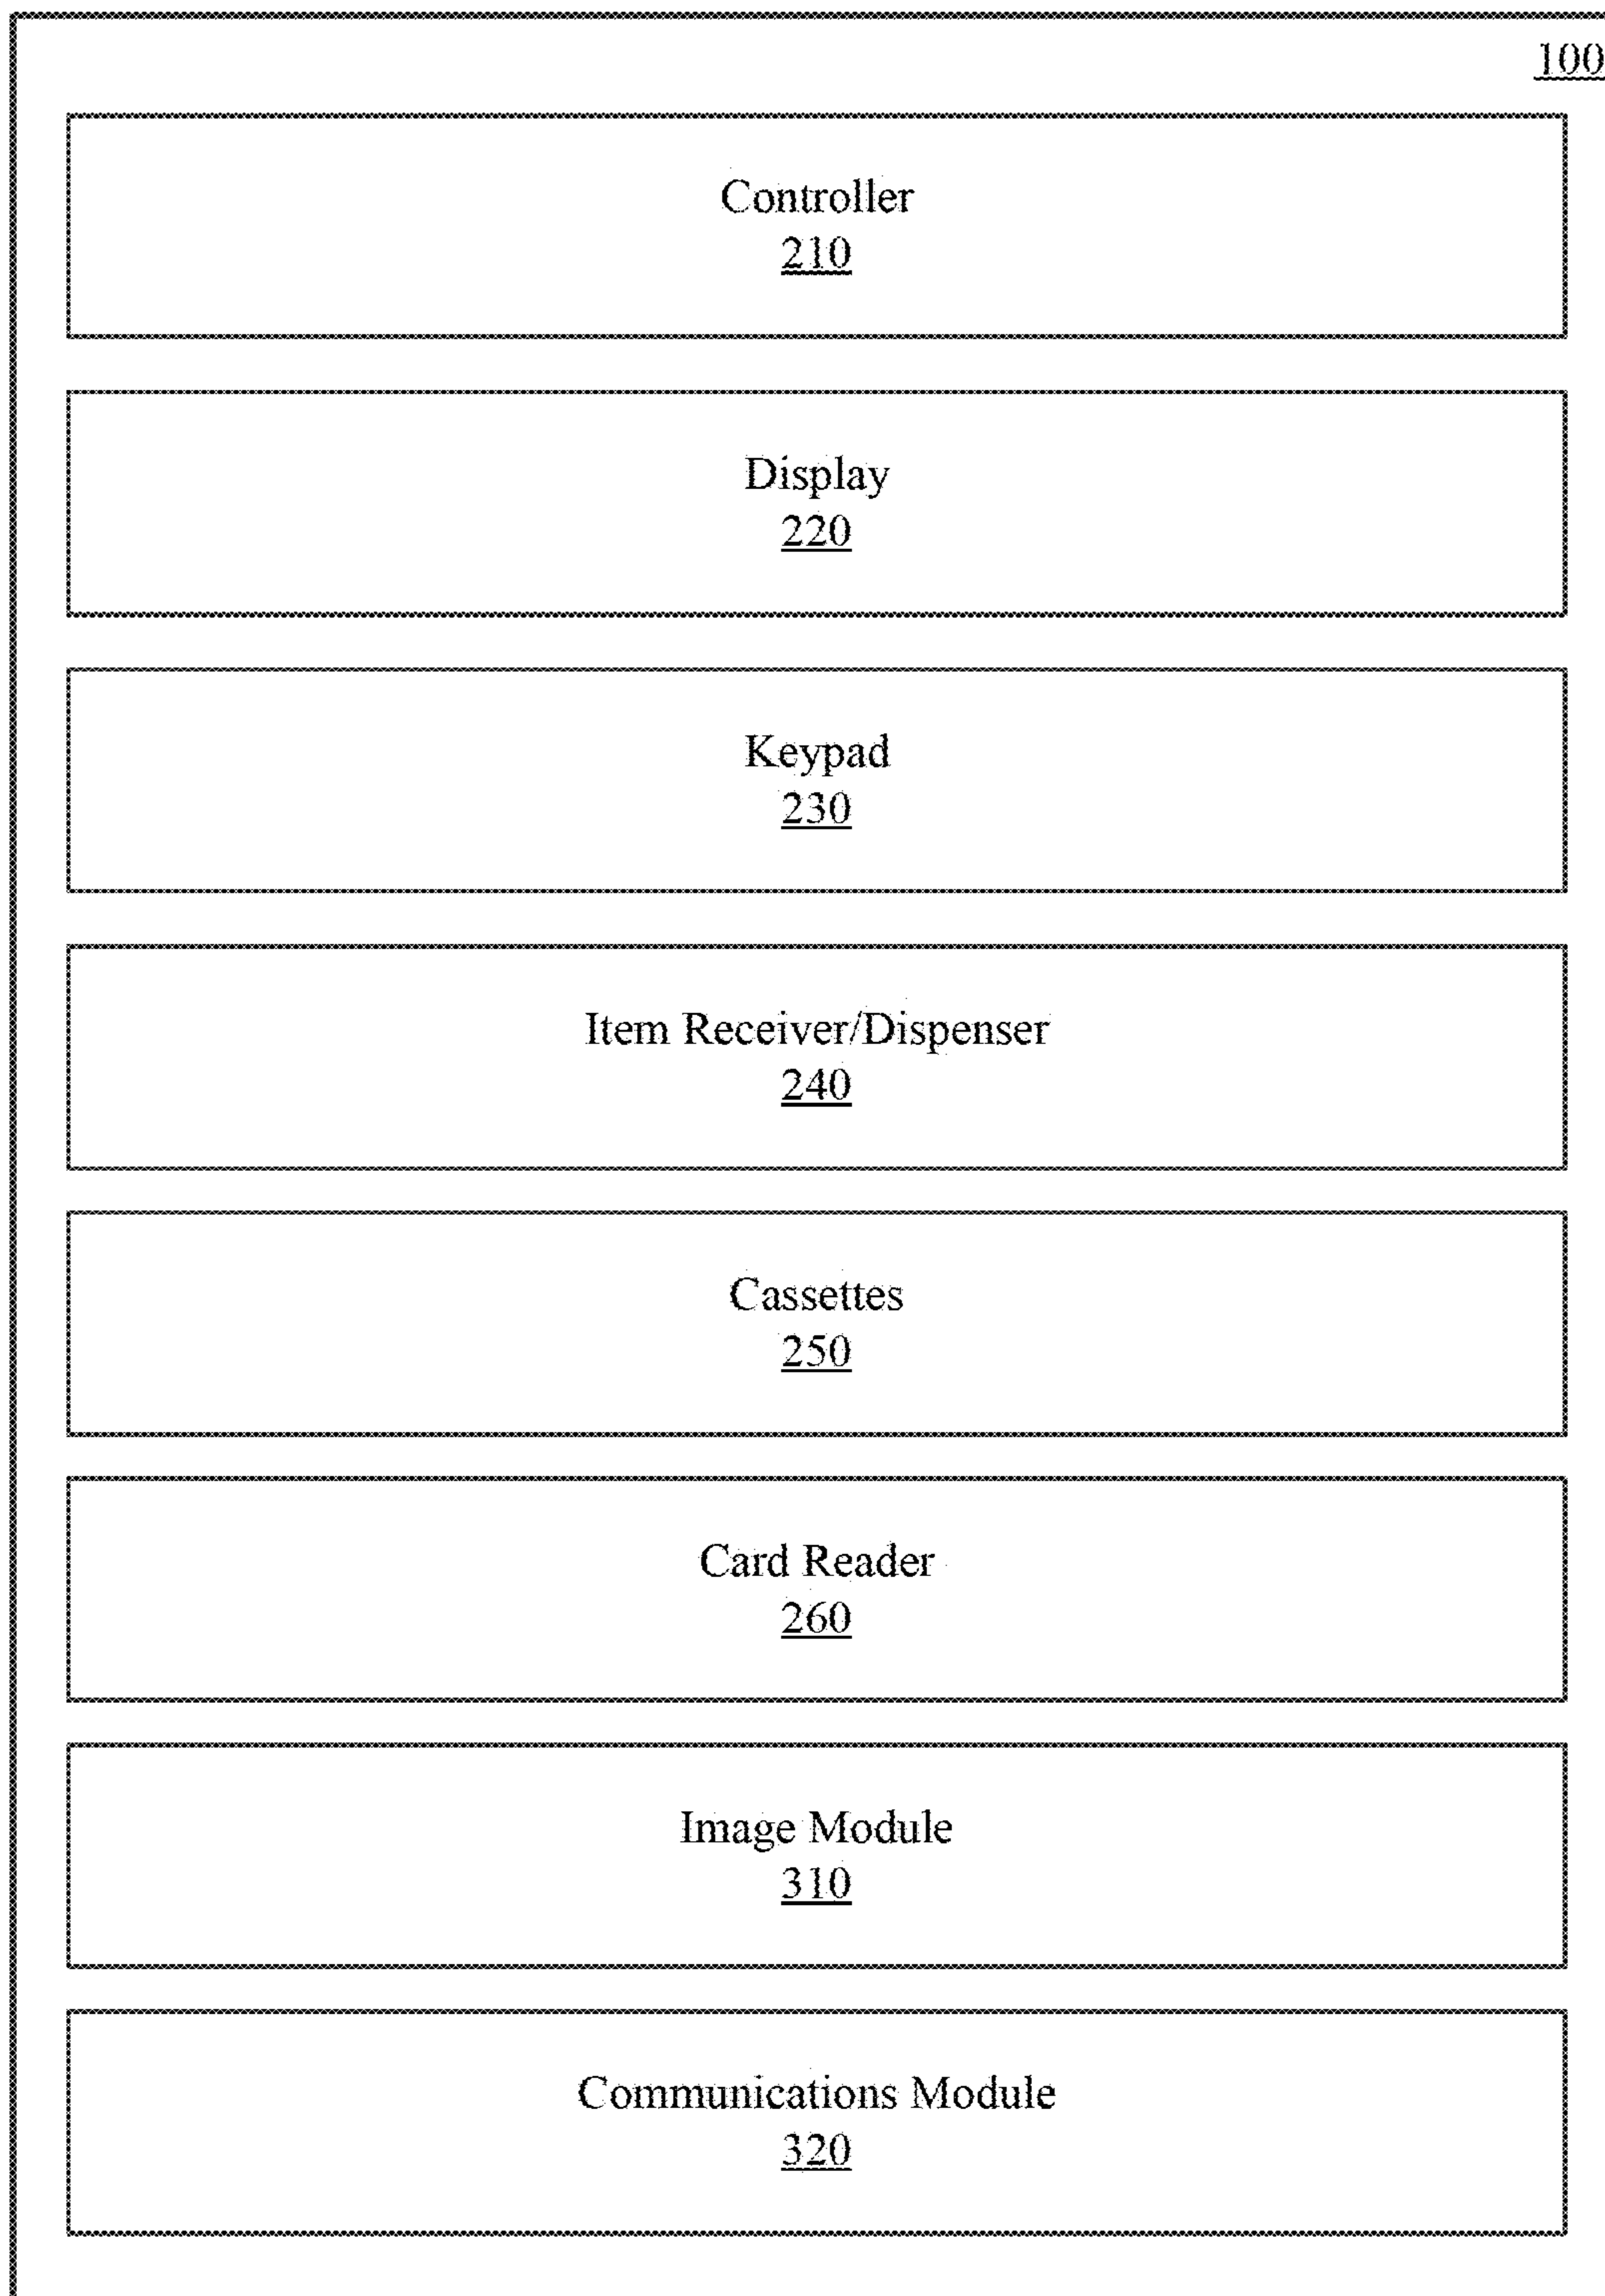 100
Controller
210
Display
220
Keypad
230
Item Receiver/Dispenser
240
Cassettes
250
Card Reader
260
Image Module
310
Communications Module
320